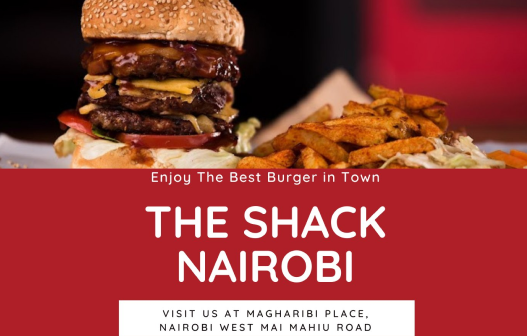 Enjoy The Best Burger in Town
THE SHACK
NAIROBI
VISIT US AT MAGHARIBI PLACE,
NAIROBI WEST MAI MAHIU ROAD